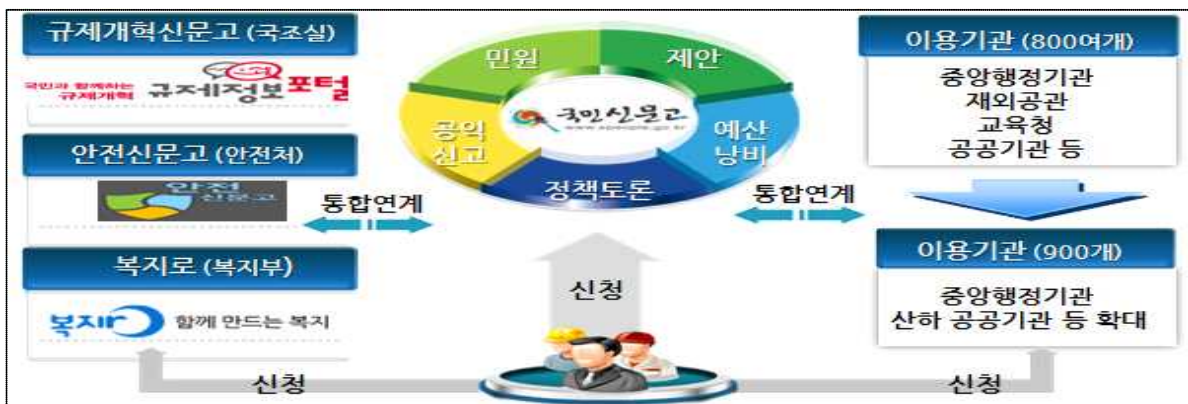 규제개혁신문고 (국조실)
국민과 함께하는
규제개혁
규제정보포털
안전신문고 (안전처)
안전
신문고
복지로 (복지부)
복지로 함께 만드는 복지
민원
제안
공익
신고
국민신문고
예산
낭비
정책토론
통합연계
통합연계
신청
신청
신청
이용기관 (800여개)
중앙행정기관
재외공관
교육청
공공기관 등
이용기관 (900개)
중앙행정기관
산하 공공기관 등 확대